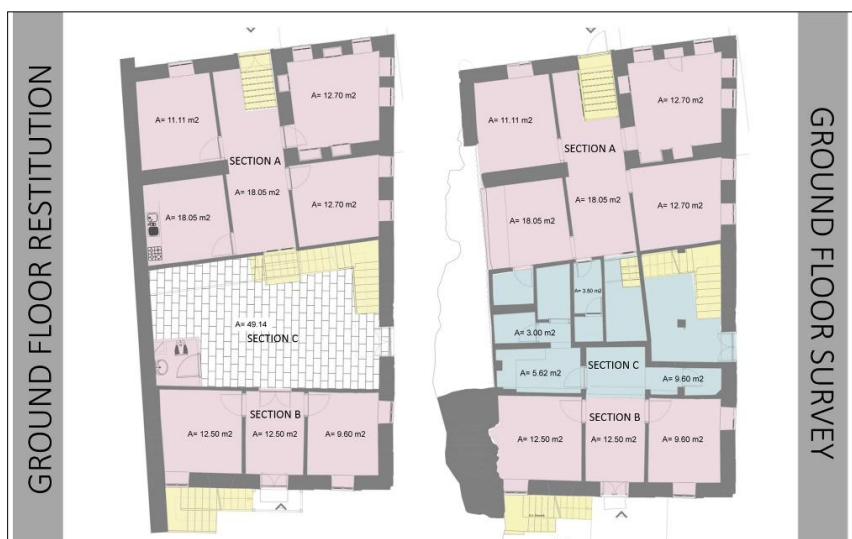 GROUND FLOOR RESTITUTION
A= 11.11 m2
A= 12.70 m2
SECTION A
A= 18.05 m2
A= 18.05 m2
A= 12.70 m2
A= 49.14
SECTION C
SECTION B
A= 12.50 m2
A= 12.50 m2
A= 9.60 m2
A= 11.11 m2
A= 12.70 m2
SECTION A
A= 18.05 m2
A= 18.05 m2
A= 12.70 m2
A= 3.50 m2
A= 3.00 m2
SECTION C
A= 5.62 m2
A= 9.60 m2
SECTION B
A= 12.50 m2
A= 12.50 m2
A= 9.60 m2
GROUND FLOOR SURVEY